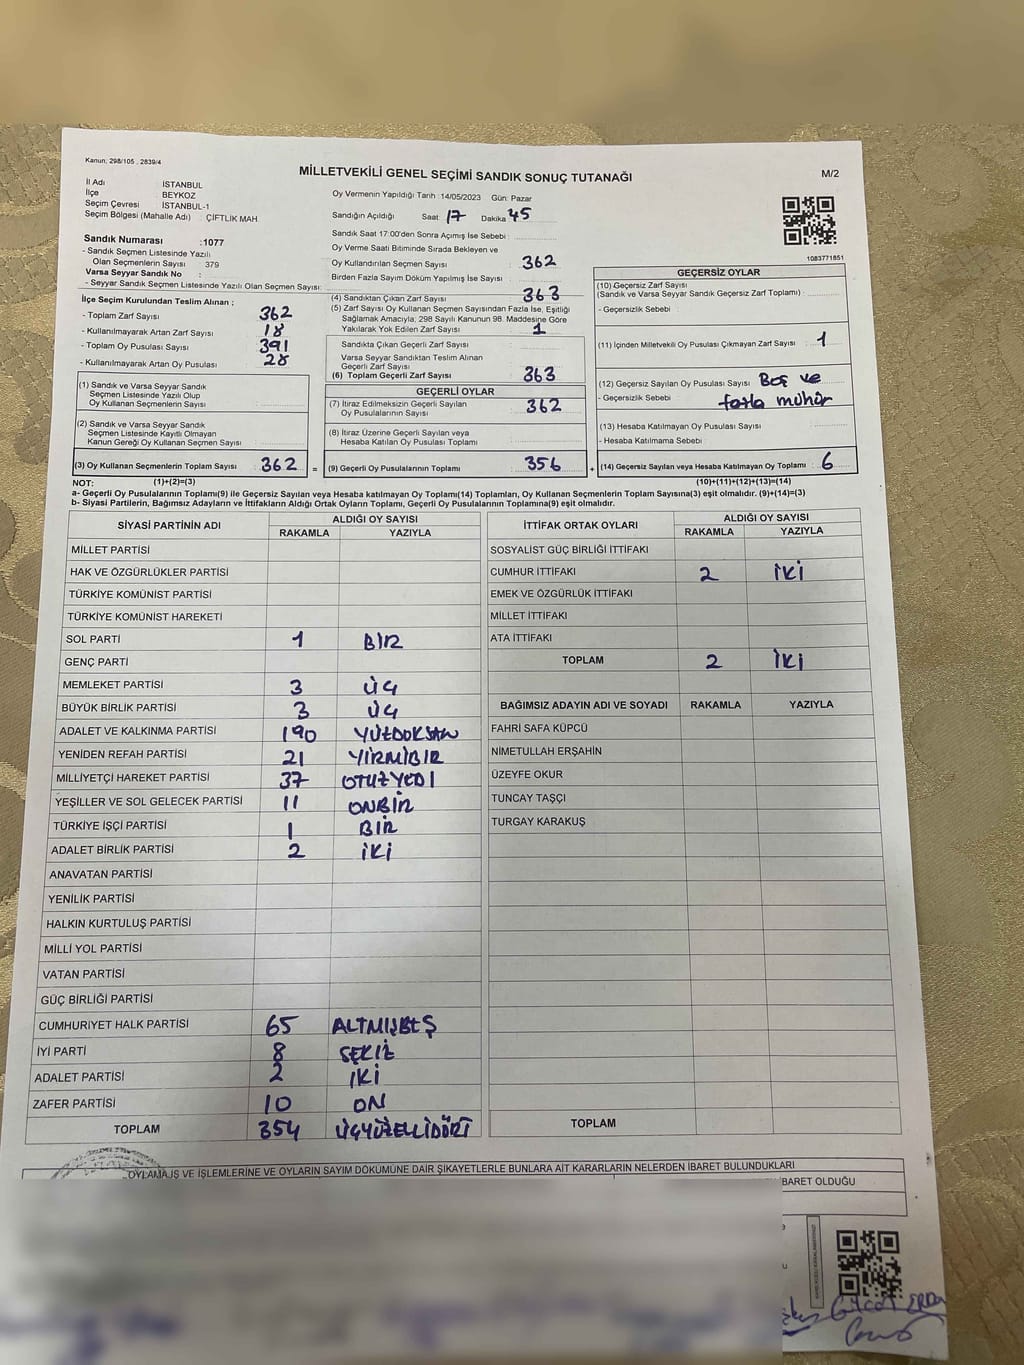 Kanun; 298/105 , 2839/4
MİLLETVEKİLİ GENEL SEÇİMİ SANDIK SONUÇ TUTANAĞI
M/2
İl Adı İSTANBUL
İlçe BEYKOZ
Seçim Çevresi İSTANBUL-1
Seçim Bölgesi (Mahalle Adı) : ÇİFTLİK MAH.
Sandık Numarası :1077
- Sandık Seçmen Listesinde Yazılı
Olan Seçmenlerin Sayısı 379
Varsa Seyyar Sandık No :
- Seyyar Sandık Seçmen Listesinde Yazılı Olan Seçmen Sayısı:
İlçe Seçim Kurulundan Teslim Alınan ;
- Toplam Zarf Sayısı 362
- Kullanılmayarak Artan Zarf Sayısı 18
- Toplam Oy Pusulası Sayısı 391
- Kullanılmayarak Artan Oy Pusulası 28
(1) Sandık ve Varsa Seyyar Sandık
Seçmen Listesinde Yazılı Olup
Oy Kullanan Seçmenlerin Sayısı
(2) Sandık ve Varsa Seyyar Sandık
Seçmen Listesinde Kayıtlı Olmayan
Kanun Gereği Oy Kullanan Seçmen Sayısı
(3) Oy Kullanan Seçmenlerin Toplam Sayısı 362 =
Oy Vermenin Yapıldığı Tarih :14/05/2023 Gün: Pazar
Sandığın Açıldığı Saat 17 Dakika 45
Sandık Saat 17:00'den Sonra Açımış İse Sebebi :
Oy Verme Saati Bitiminde Sırada Bekleyen ve
Oy Kullandırılan Seçmen Sayısı 362
Birden Fazla Sayım Döküm Yapılmış İse Sayısı
(4) Sandıktan Çıkan Zarf Sayısı 363
(5) Zarf Sayısı Oy Kullanan Seçmen Sayısından Fazla İse, Eşitliği
Sağlamak Amacıyla; 298 Sayılı Kanunun 98. Maddesine Göre
Yakılarak Yok Edilen Zarf Sayısı 1
Sandıkta Çıkan Geçerli Zarf Sayısı
Varsa Seyyar Sandıktan Teslim Alınan
Geçerli Zarf Sayısı
(6) Toplam Geçerli Zarf Sayısı 363
GEÇERLİ OYLAR
(7) İtiraz Edilmeksizin Geçerli Sayılan
Oy Pusulalarının Sayısı 362
(8) İtiraz Üzerine Geçerli Sayılan veya
Hesaba Katılan Oy Pusulası Toplamı
(9) Geçerli Oy Pusulalarının Toplamı 356 +
1083771851
GEÇERSİZ OYLAR
(10) Geçersiz Zarf Sayısı
(Sandık ve Varsa Seyyar Sandık Geçersiz Zarf Toplamı) :
- Geçersizlik Sebebi :
(11) İçinden Milletvekili Oy Pusulası Çıkmayan Zarf Sayısı 1
(12) Geçersiz Sayılan Oy Pusulası Sayısı Boş ve
- Geçersizlik Sebebi : fazla mühür
(13) Hesaba Katılmayan Oy Pusulası Sayısı
- Hesaba Katılmama Sebebi :
(14) Geçersiz Sayılan veya Hesaba Katılmayan Oy Toplamı 6
NOT: (1)+(2)=(3) (10)+(11)+(12)+(13)=(14)
a- Geçerli Oy Pusulalarının Toplamı(9) ile Geçersiz Sayılan veya Hesaba katılmayan Oy Toplamı(14) Toplamları, Oy Kullanan Seçmenlerin Toplam Sayısına(3) eşit olmalıdır. (9)+(14)=(3)
b- Siyasi Partilerin, Bağımsız Adayların ve İttifakların Aldığı Ortak Oyların Toplamı, Geçerli Oy Pusulalarının Toplamına(9) eşit olmalıdır.
SİYASİ PARTİNİN ADI ALDIĞI OY SAYISI
RAKAMLA YAZIYLA
MİLLET PARTİSİ
HAK VE ÖZGÜRLÜKLER PARTİSİ
TÜRKİYE KOMÜNİST PARTİSİ
TÜRKİYE KOMÜNİST HAREKETİ
SOL PARTİ 1 BİR
GENÇ PARTİ
MEMLEKET PARTİSİ 3 ÜÇ
BÜYÜK BİRLİK PARTİSİ 3 ÜÇ
ADALET VE KALKINMA PARTİSİ 190 YÜZDOKSAN
YENİDEN REFAH PARTİSİ 21 YİRMİBİR
MİLLİYETÇİ HAREKET PARTİSİ 37 OTUZYEDİ
YEŞİLLER VE SOL GELECEK PARTİSİ 11 ONBİR
TÜRKİYE İŞÇİ PARTİSİ 1 BİR
ADALET BİRLİK PARTİSİ 2 İKİ
ANAVATAN PARTİSİ
YENİLİK PARTİSİ
HALKIN KURTULUŞ PARTİSİ
MİLLİ YOL PARTİSİ
VATAN PARTİSİ
GÜÇ BİRLİĞİ PARTİSİ
CUMHURİYET HALK PARTİSİ 65 ALTMIŞBEŞ
İYİ PARTİ 8 SEKİZ
ADALET PARTİSİ 2 İKİ
ZAFER PARTİSİ 10 ON
TOPLAM 354 ÜÇYÜZELLİDÖRT
İTTİFAK ORTAK OYLARI ALDIĞI OY SAYISI
RAKAMLA YAZIYLA
SOSYALİST GÜÇ BİRLİĞİ İTTİFAKI
CUMHUR İTTİFAKI 2 İKİ
EMEK VE ÖZGÜRLÜK İTTİFAKI
MİLLET İTTİFAKI
ATA İTTİFAKI
TOPLAM 2 İKİ
BAĞIMSIZ ADAYIN ADI VE SOYADI RAKAMLA YAZIYLA
FAHRİ SAFA KÜPCÜ
NİMETULLAH ERŞAHİN
ÜZEYFE OKUR
TUNCAY TAŞÇI
TURGAY KARAKUŞ
TOPLAM
OYLAMA İŞ VE İŞLEMLERİNE VE OYLARIN SAYIM DÖKÜMÜNE DAİR ŞİKAYETLERLE BUNLARA AİT KARARLARIN NELERDEN İBARET BULUNDUKLARI
BARET OLDUĞU